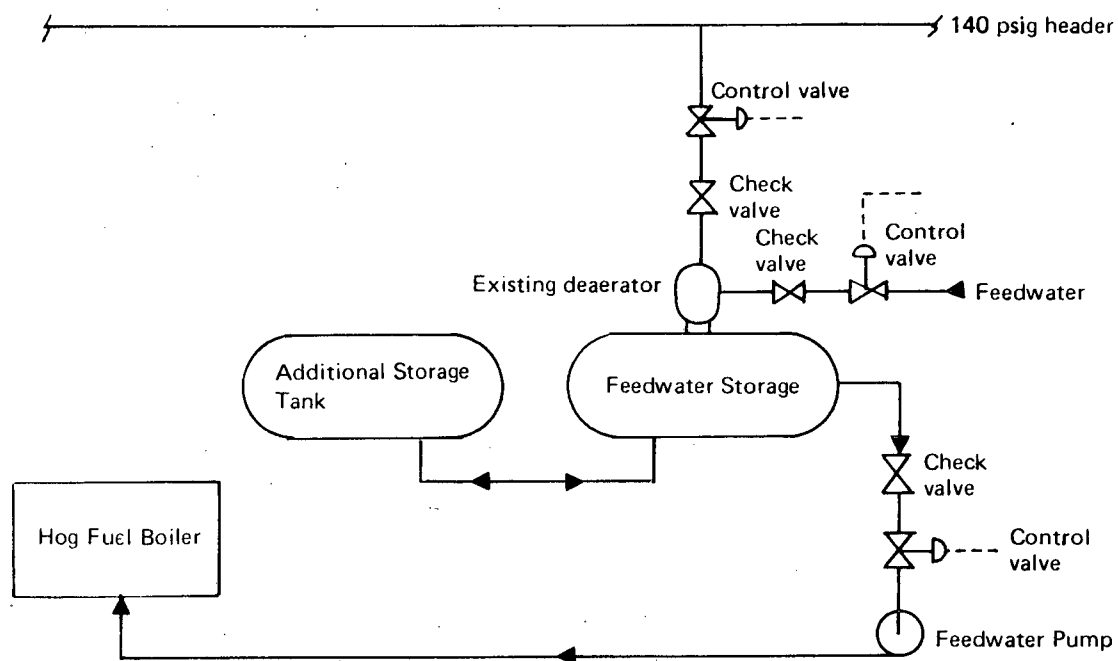 140 psig header
Control valve
Check
valve
Check
valve
Control
valve
Existing deaerator
Feedwater
Additional Storage
Tank
Feedwater Storage
Check
valve
Hog Fuel Boiler
Control
valve
Feedwater Pump